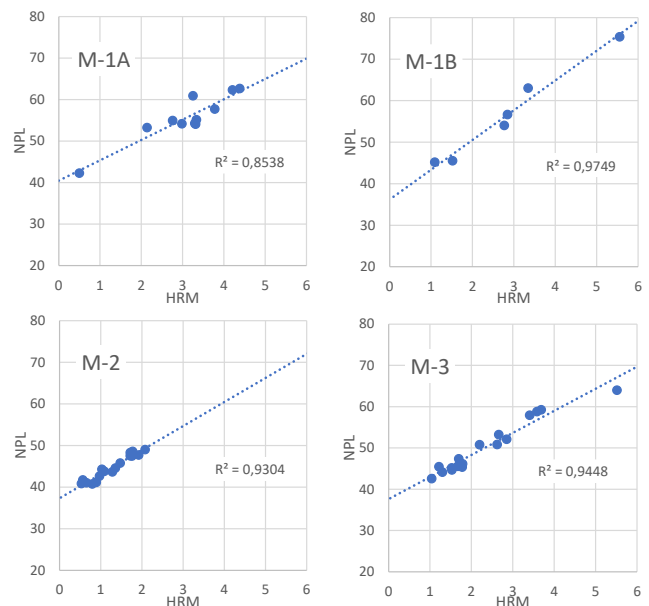 80
70
60
50
40
30
20
NPL
M-1A
R² = 0,8538
0 1 2 3 4 5 6
HRM
80
70
60
50
40
30
20
NPL
M-1B
R² = 0,9749
0 1 2 3 4 5 6
HRM
80
70
60
50
40
30
20
NPL
M-2
R² = 0,9304
0 1 2 3 4 5 6
HRM
80
70
60
50
40
30
20
NPL
M-3
R² = 0,9448
0 1 2 3 4 5 6
HRM